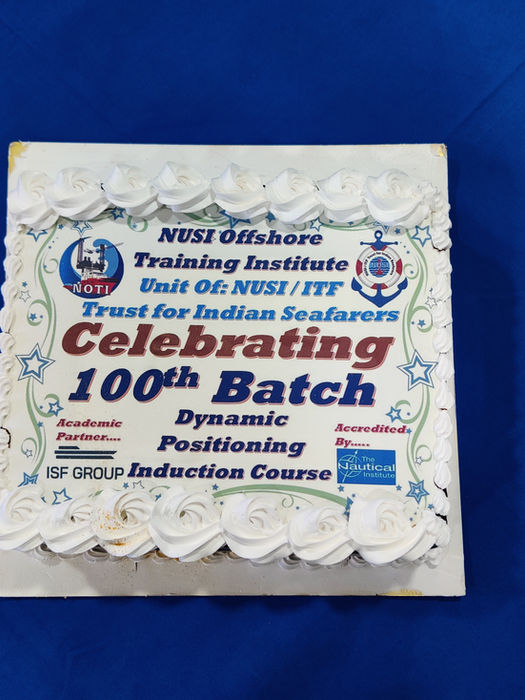 NUSI Offshore
Training Institute
Unit Of: NUSI / ITF
Trust for Indian Seafarers
NOTI
Celebrating
100th Batch
Dynamic
Positioning
Induction Course
Academic
Partner....
ISF GROUP
Accredited
By.....
The
Nautical
Institute